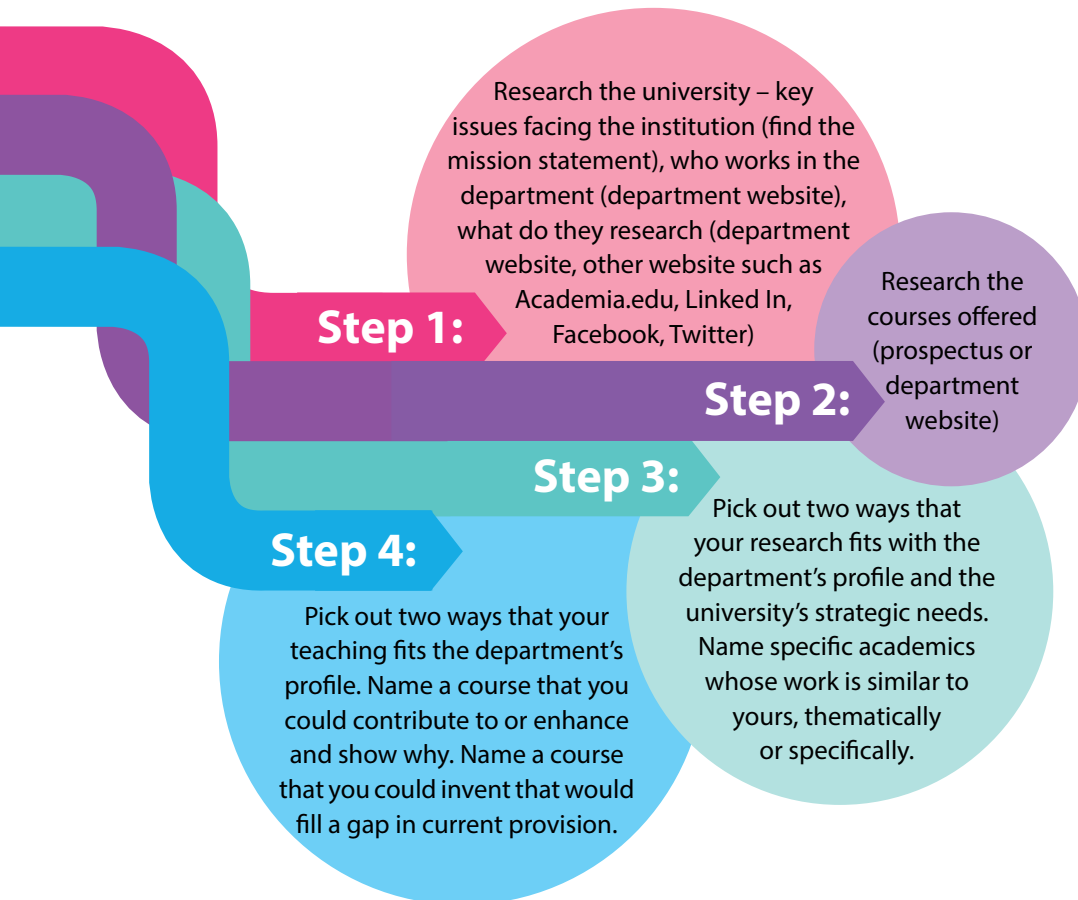 Step 1:
Research the university – key
issues facing the institution (find the
mission statement), who works in the
department (department website),
what do they research (department
website, other website such as
Academia.edu, Linked In,
Facebook, Twitter)
Step 2:
Research the
courses offered
(prospectus or
department
website)
Step 3:
Pick out two ways that
your research fits with the
department’s profile and the
university’s strategic needs.
Name specific academics
whose work is similar to
yours, thematically
or specifically.
Step 4:
Pick out two ways that your
teaching fits the department’s
profile. Name a course that you
could contribute to or enhance
and show why. Name a course
that you could invent that would
fill a gap in current provision.